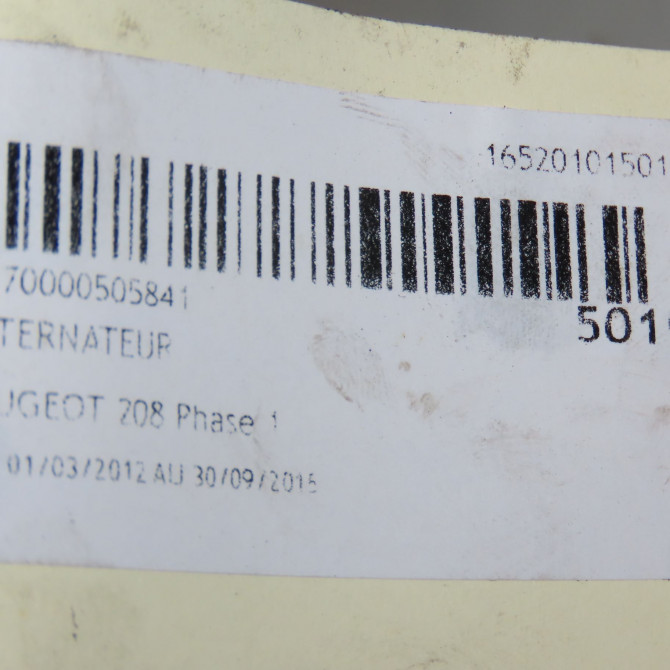 16520101501
70000505841
501
TERNATEUR
UGEOT 208 Phase 1
01/03/2012 AU 30/09/2015